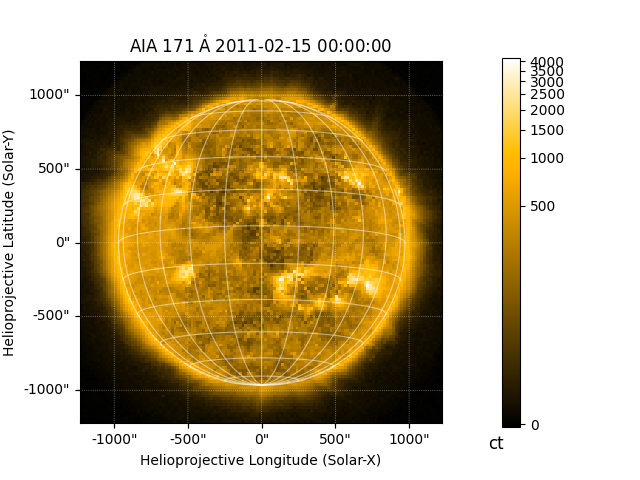 AIA 171 Å 2011-02-15 00:00:00
1000"
500"
0"
-500"
-1000"
Helioprojective Latitude (Solar-Y)
-1000" -500" 0" 500" 1000"
Helioprojective Longitude (Solar-X)
4000
3500
3000
2500
2000
1500
1000
500
0
ct